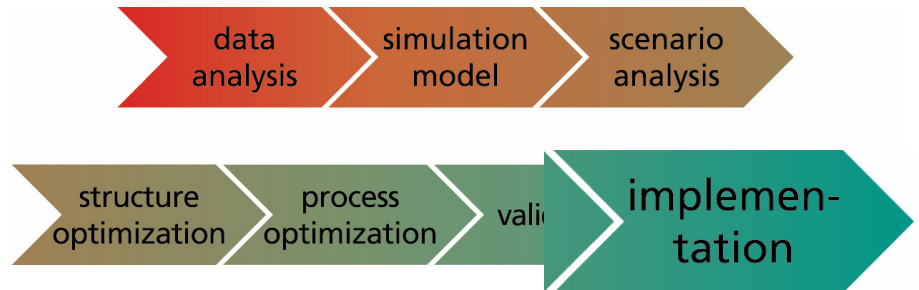 data
analysis
simulation
model
scenario
analysis
structure
optimization
process
optimization
implemen-
tation